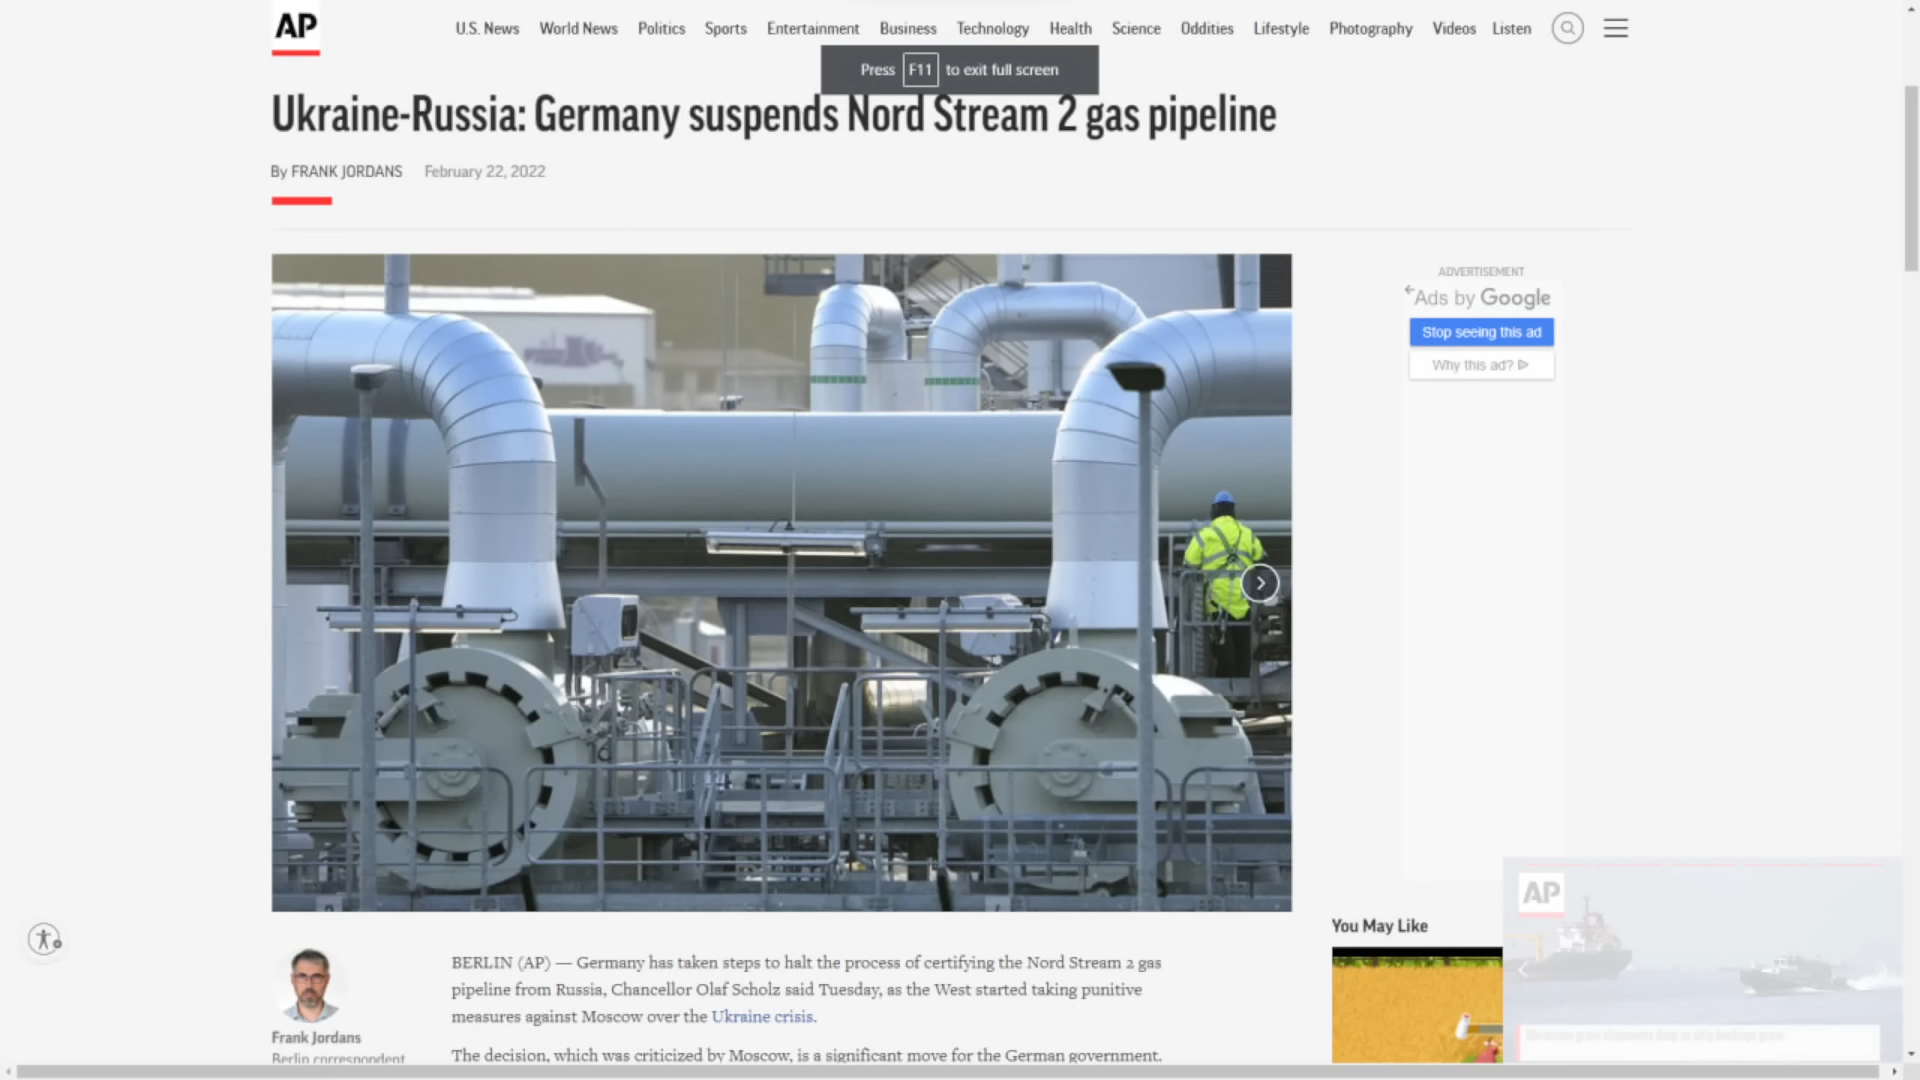 AP
U.S. News World News Politics Sports Entertainment Business Technology Health Science Oddities Lifestyle Photography Videos Listen
Press F11 to exit full screen
Ukraine-Russia: Germany suspends Nord Stream 2 gas pipeline
By FRANK JORDANS February 22, 2022
ADVERTISEMENT
Ads by Google
Stop seeing this ad
Why this ad?
You May Like
AP
BERLIN (AP) — Germany has taken steps to halt the process of certifying the Nord Stream 2 gas
pipeline from Russia, Chancellor Olaf Scholz said Tuesday, as the West started taking punitive
measures against Moscow over the Ukraine crisis.
Frank Jordans
Berlin correspondent
The decision, which was criticized by Moscow, is a significant move for the German government.